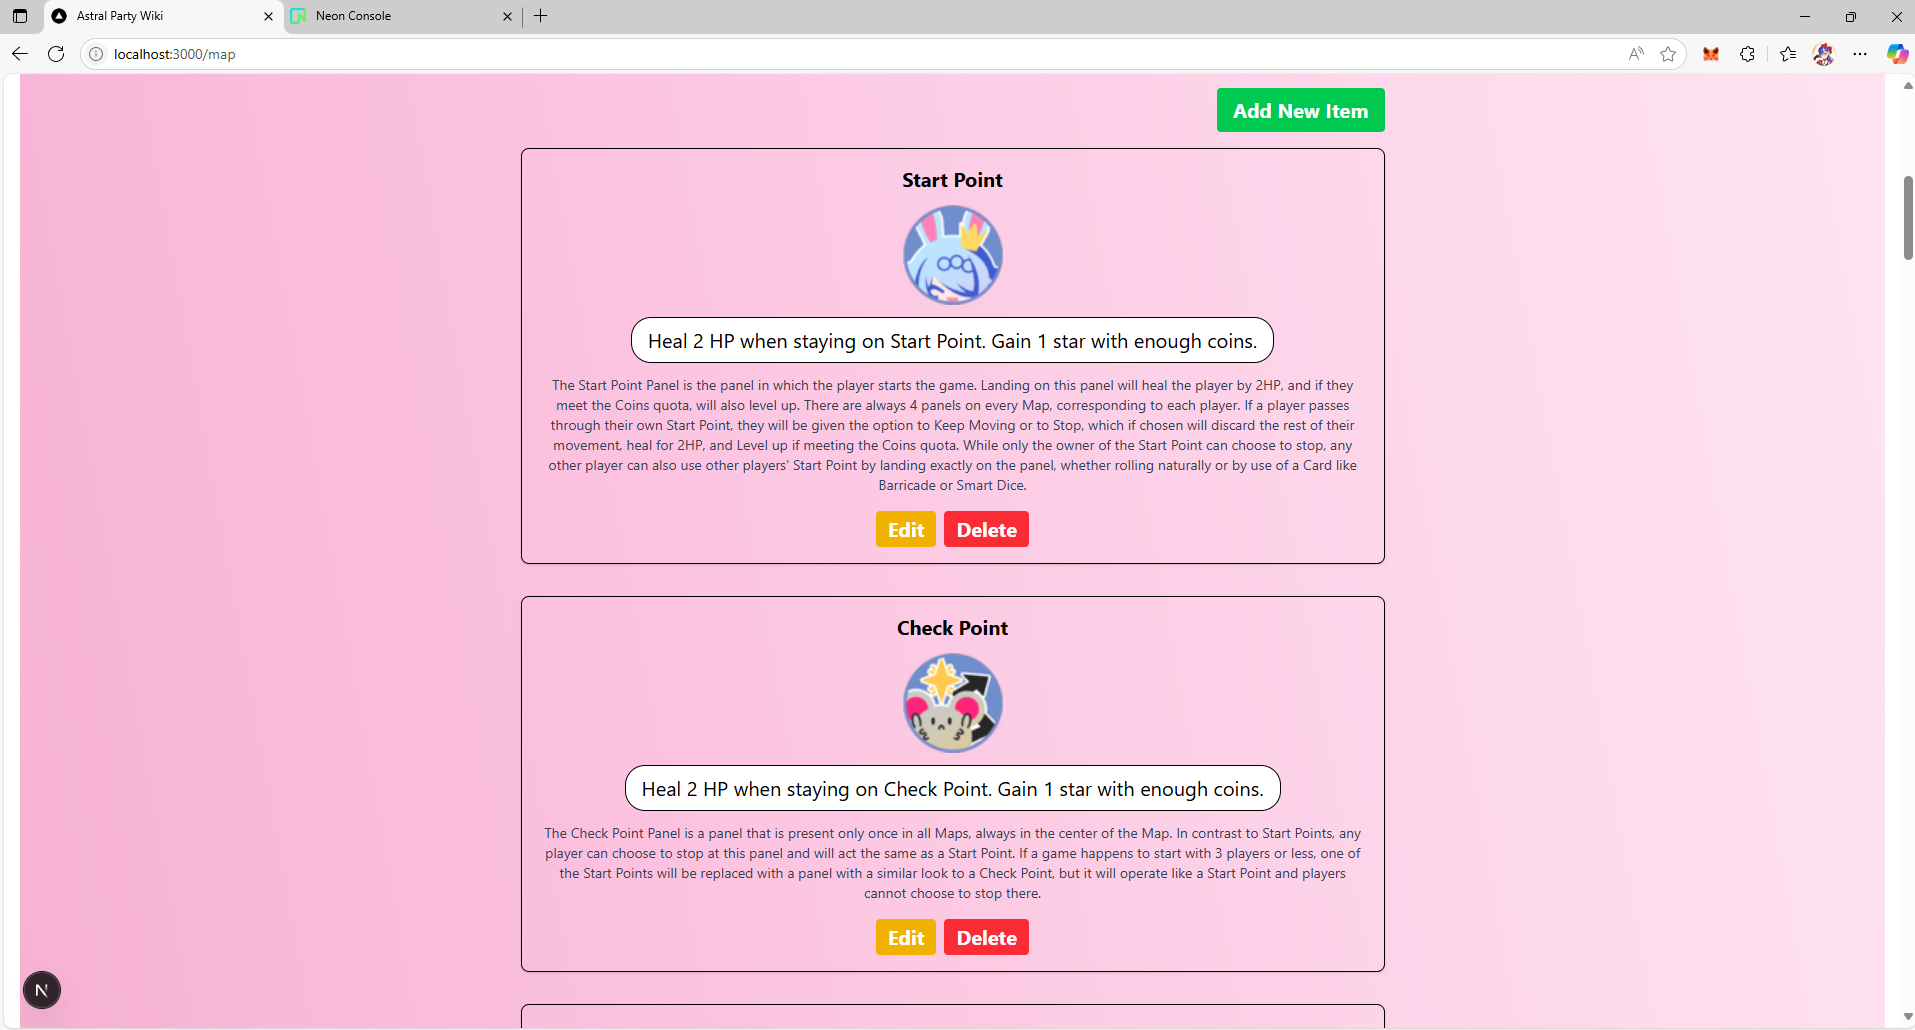 Astral Party Wiki
Neon Console
localhost:3000/map
Add New Item
Start Point
Heal 2 HP when staying on Start Point. Gain 1 star with enough coins.
The Start Point Panel is the panel in which the player starts the game. Landing on this panel will heal the player by 2HP, and if they
meet the Coins quota, will also level up. There are always 4 panels on every Map, corresponding to each player. If a player passes
through their own Start Point, they will be given the option to Keep Moving or to Stop, which if chosen will discard the rest of their
movement, heal for 2HP, and Level up if meeting the Coins quota. While only the owner of the Start Point can choose to stop, any
other player can also use other players' Start Point by landing exactly on the panel, whether rolling naturally or by use of a Card like
Barricade or Smart Dice.
Edit Delete
Check Point
Heal 2 HP when staying on Check Point. Gain 1 star with enough coins.
The Check Point Panel is a panel that is present only once in all Maps, always in the center of the Map. In contrast to Start Points, any
player can choose to stop at this panel and will act the same as a Start Point. If a game happens to start with 3 players or less, one of
the Start Points will be replaced with a panel with a similar look to a Check Point, but it will operate like a Start Point and players
cannot choose to stop there.
Edit Delete
N